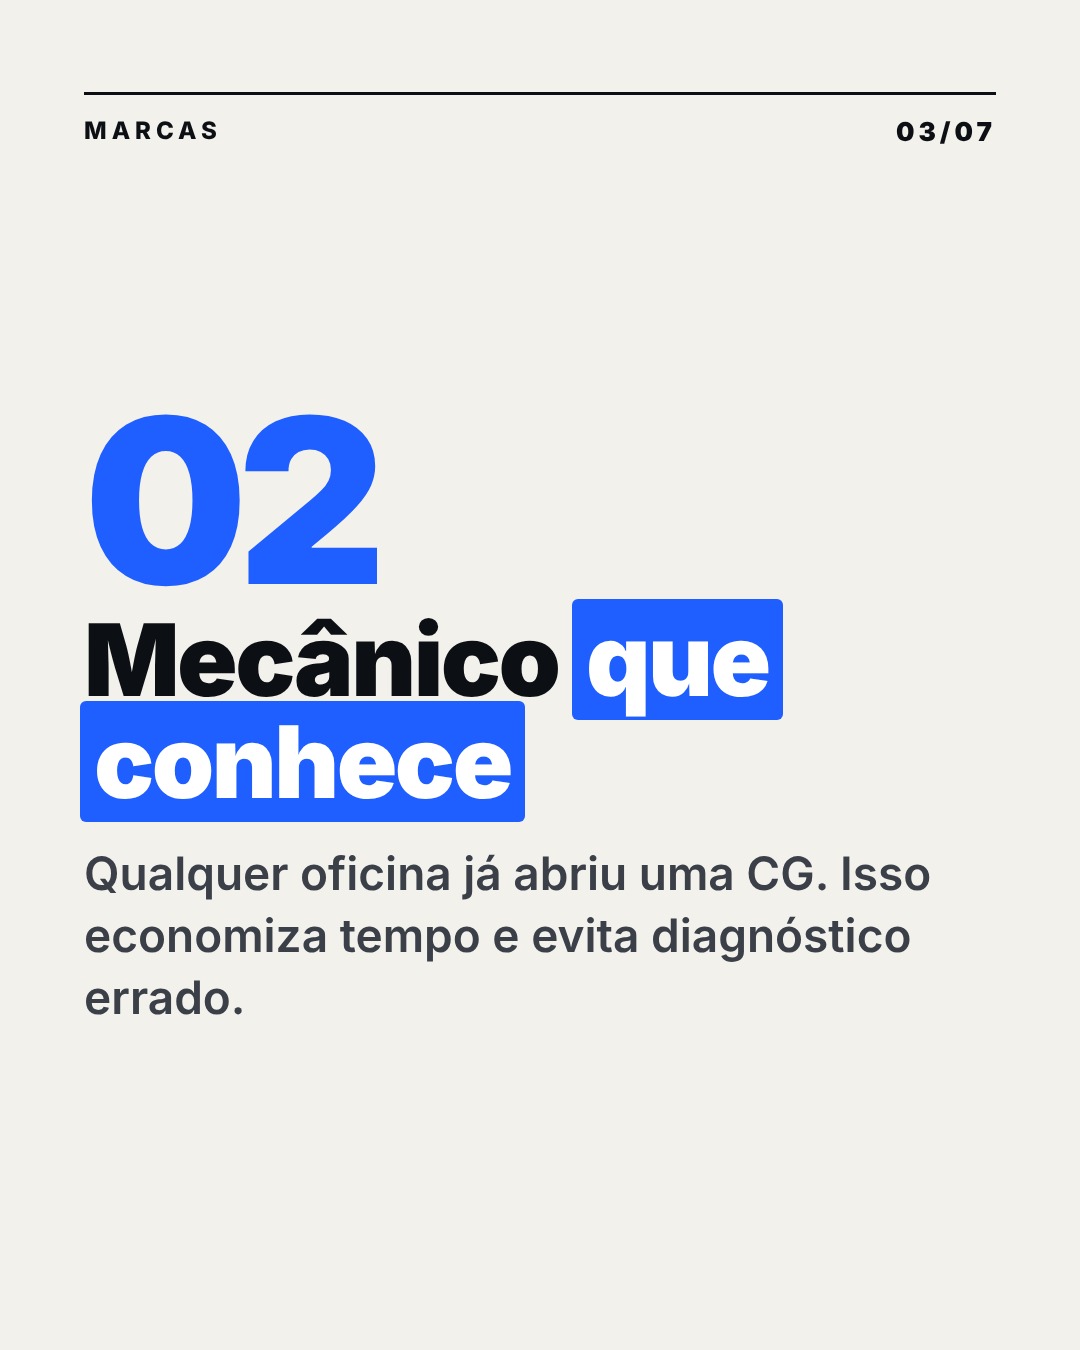 MARCAS
03/07
02
Mecânico que
conhece
Qualquer oficina já abriu uma CG. Isso
economiza tempo e evita diagnóstico
errado.